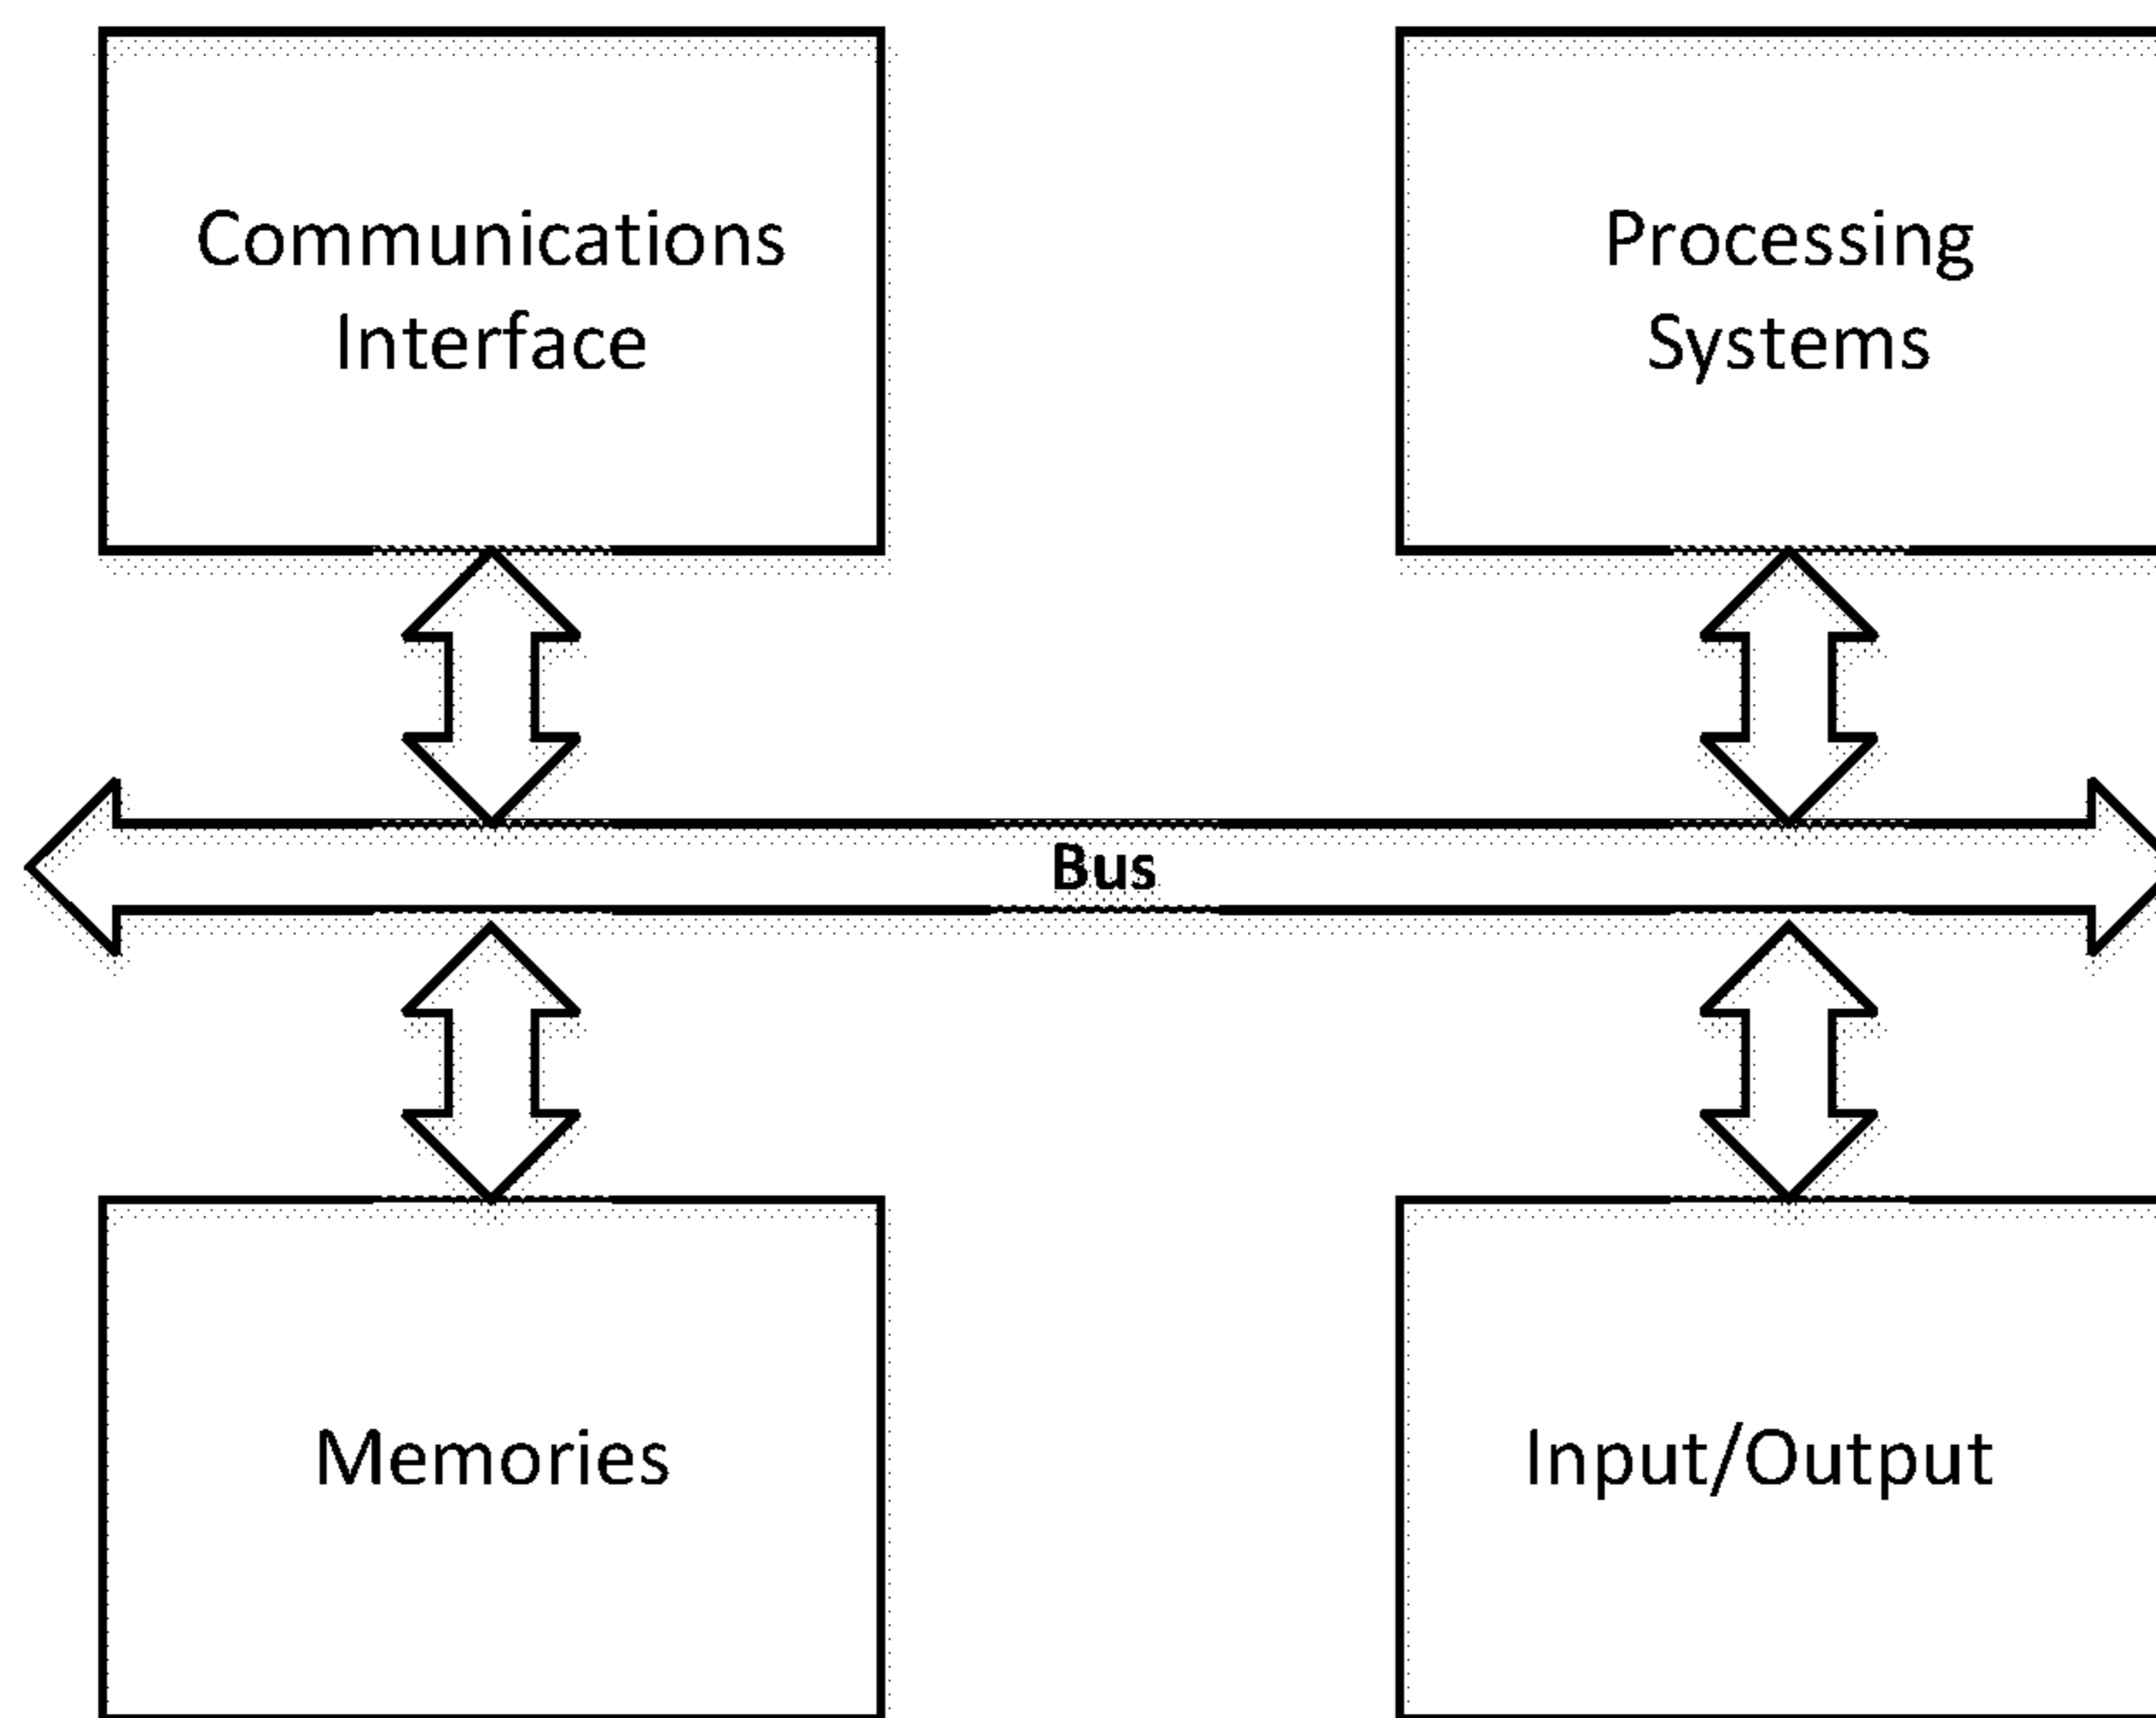 Communications
Interface
Processing
Systems
Bus
Memories
Input/Output